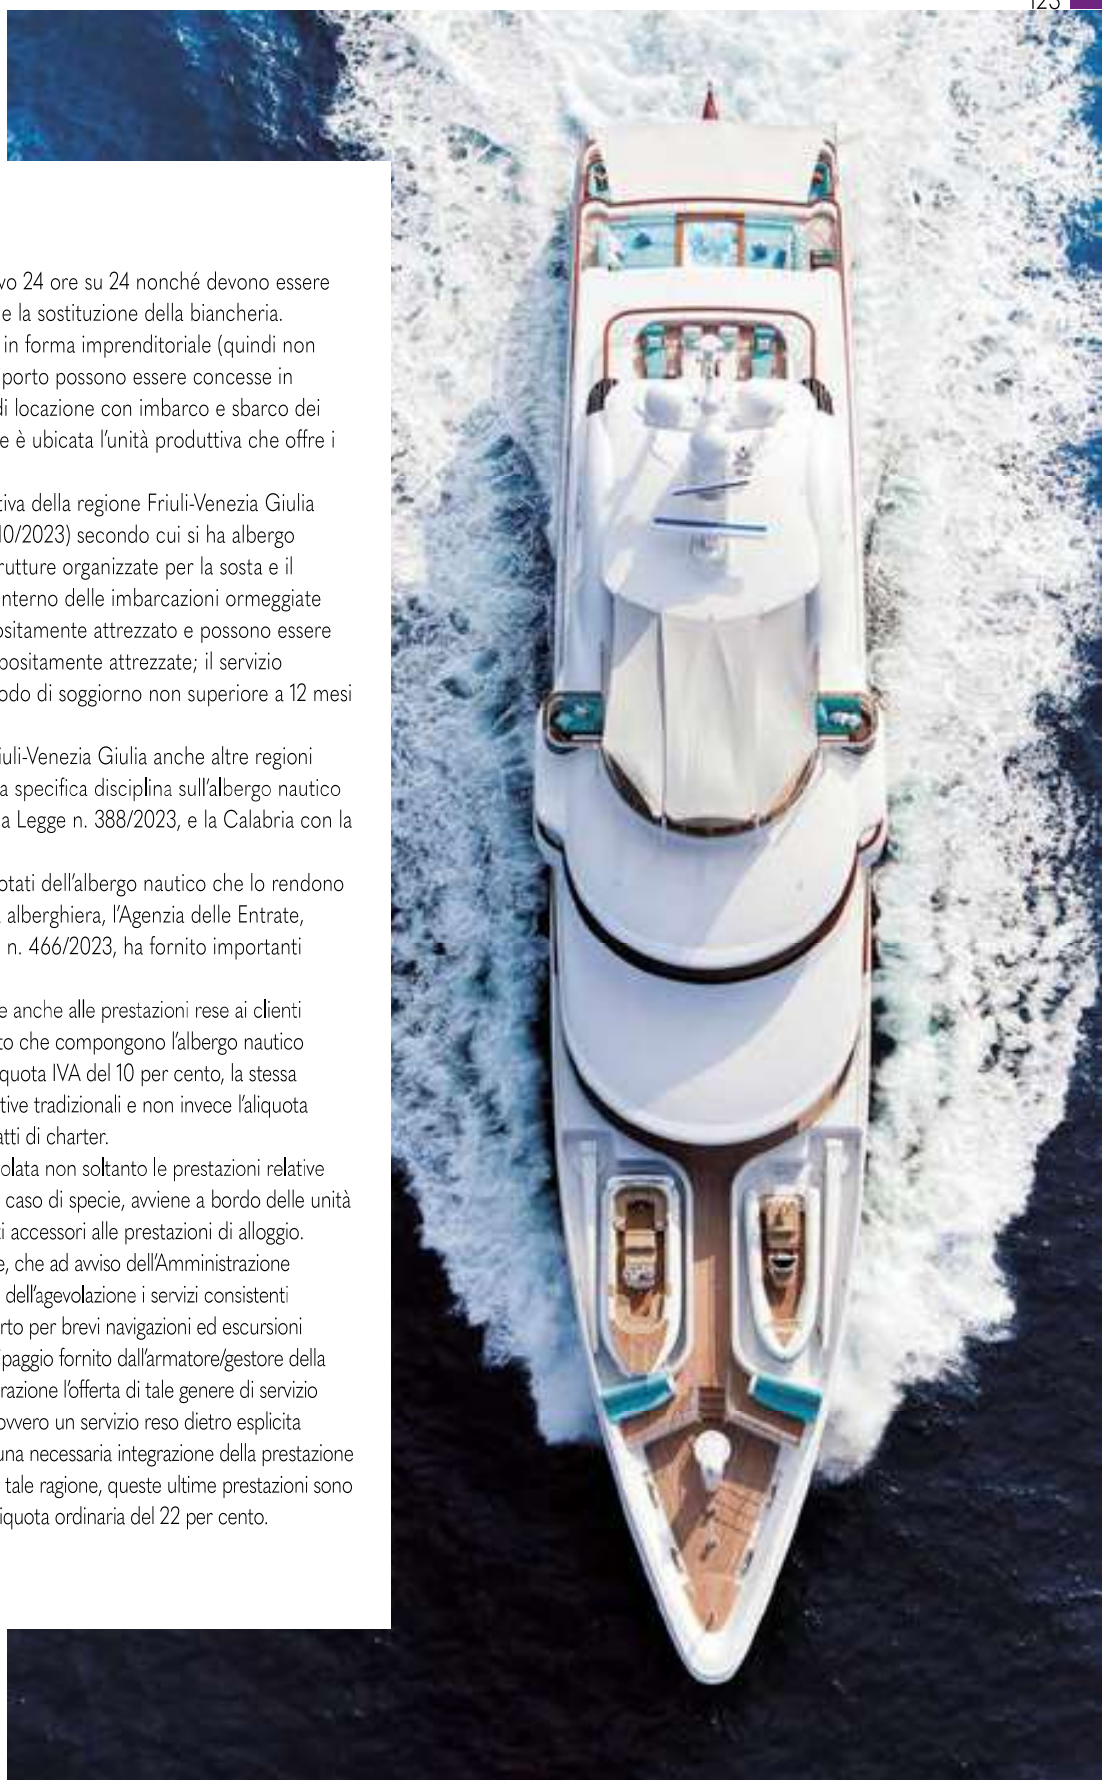 vo 24 ore su 24 nonché devono essere
e la sostituzione della biancheria.
in forma imprenditoriale (quindi non
porto possono essere concesse in
di locazione con imbarco e sbarco dei
e è ubicata l'unità produttiva che offre i
tiva della regione Friuli-Venezia Giulia
10/2023) secondo cui si ha albergo
rutture organizzate per la sosta e il
nterno delle imbarcazioni ormeggiate
ositamente attrezzato e possono essere
positamente attrezzate; il servizio
odo di soggiorno non superiore a 12 mesi
iuli-Venezia Giulia anche altre regioni
a specifica disciplina sull'albergo nautico
a Legge n. 388/2023, e la Calabria con la
otati dell'albergo nautico che lo rendono
alberghiera, l'Agenzia delle Entrate,
n. 466/2023, ha fornito importanti
e anche alle prestazioni rese ai clienti
to che compongono l'albergo nautico
quota IVA del 10 per cento, la stessa
tive tradizionali e non invece l'aliquota
atti di charter.
olata non soltanto le prestazioni relative
caso di specie, avviene a bordo delle unità
i accessori alle prestazioni di alloggio.
e, che ad avviso dell'Amministrazione
dell'agevolazione i servizi consistenti
rto per brevi navigazioni ed escursioni
paggio fornito dall'armatore/gestore della
razione l'offerta di tale genere di servizio
ovvero un servizio reso dietro esplicita
una necessaria integrazione della prestazione
tale ragione, queste ultime prestazioni sono
iquota ordinaria del 22 per cento.